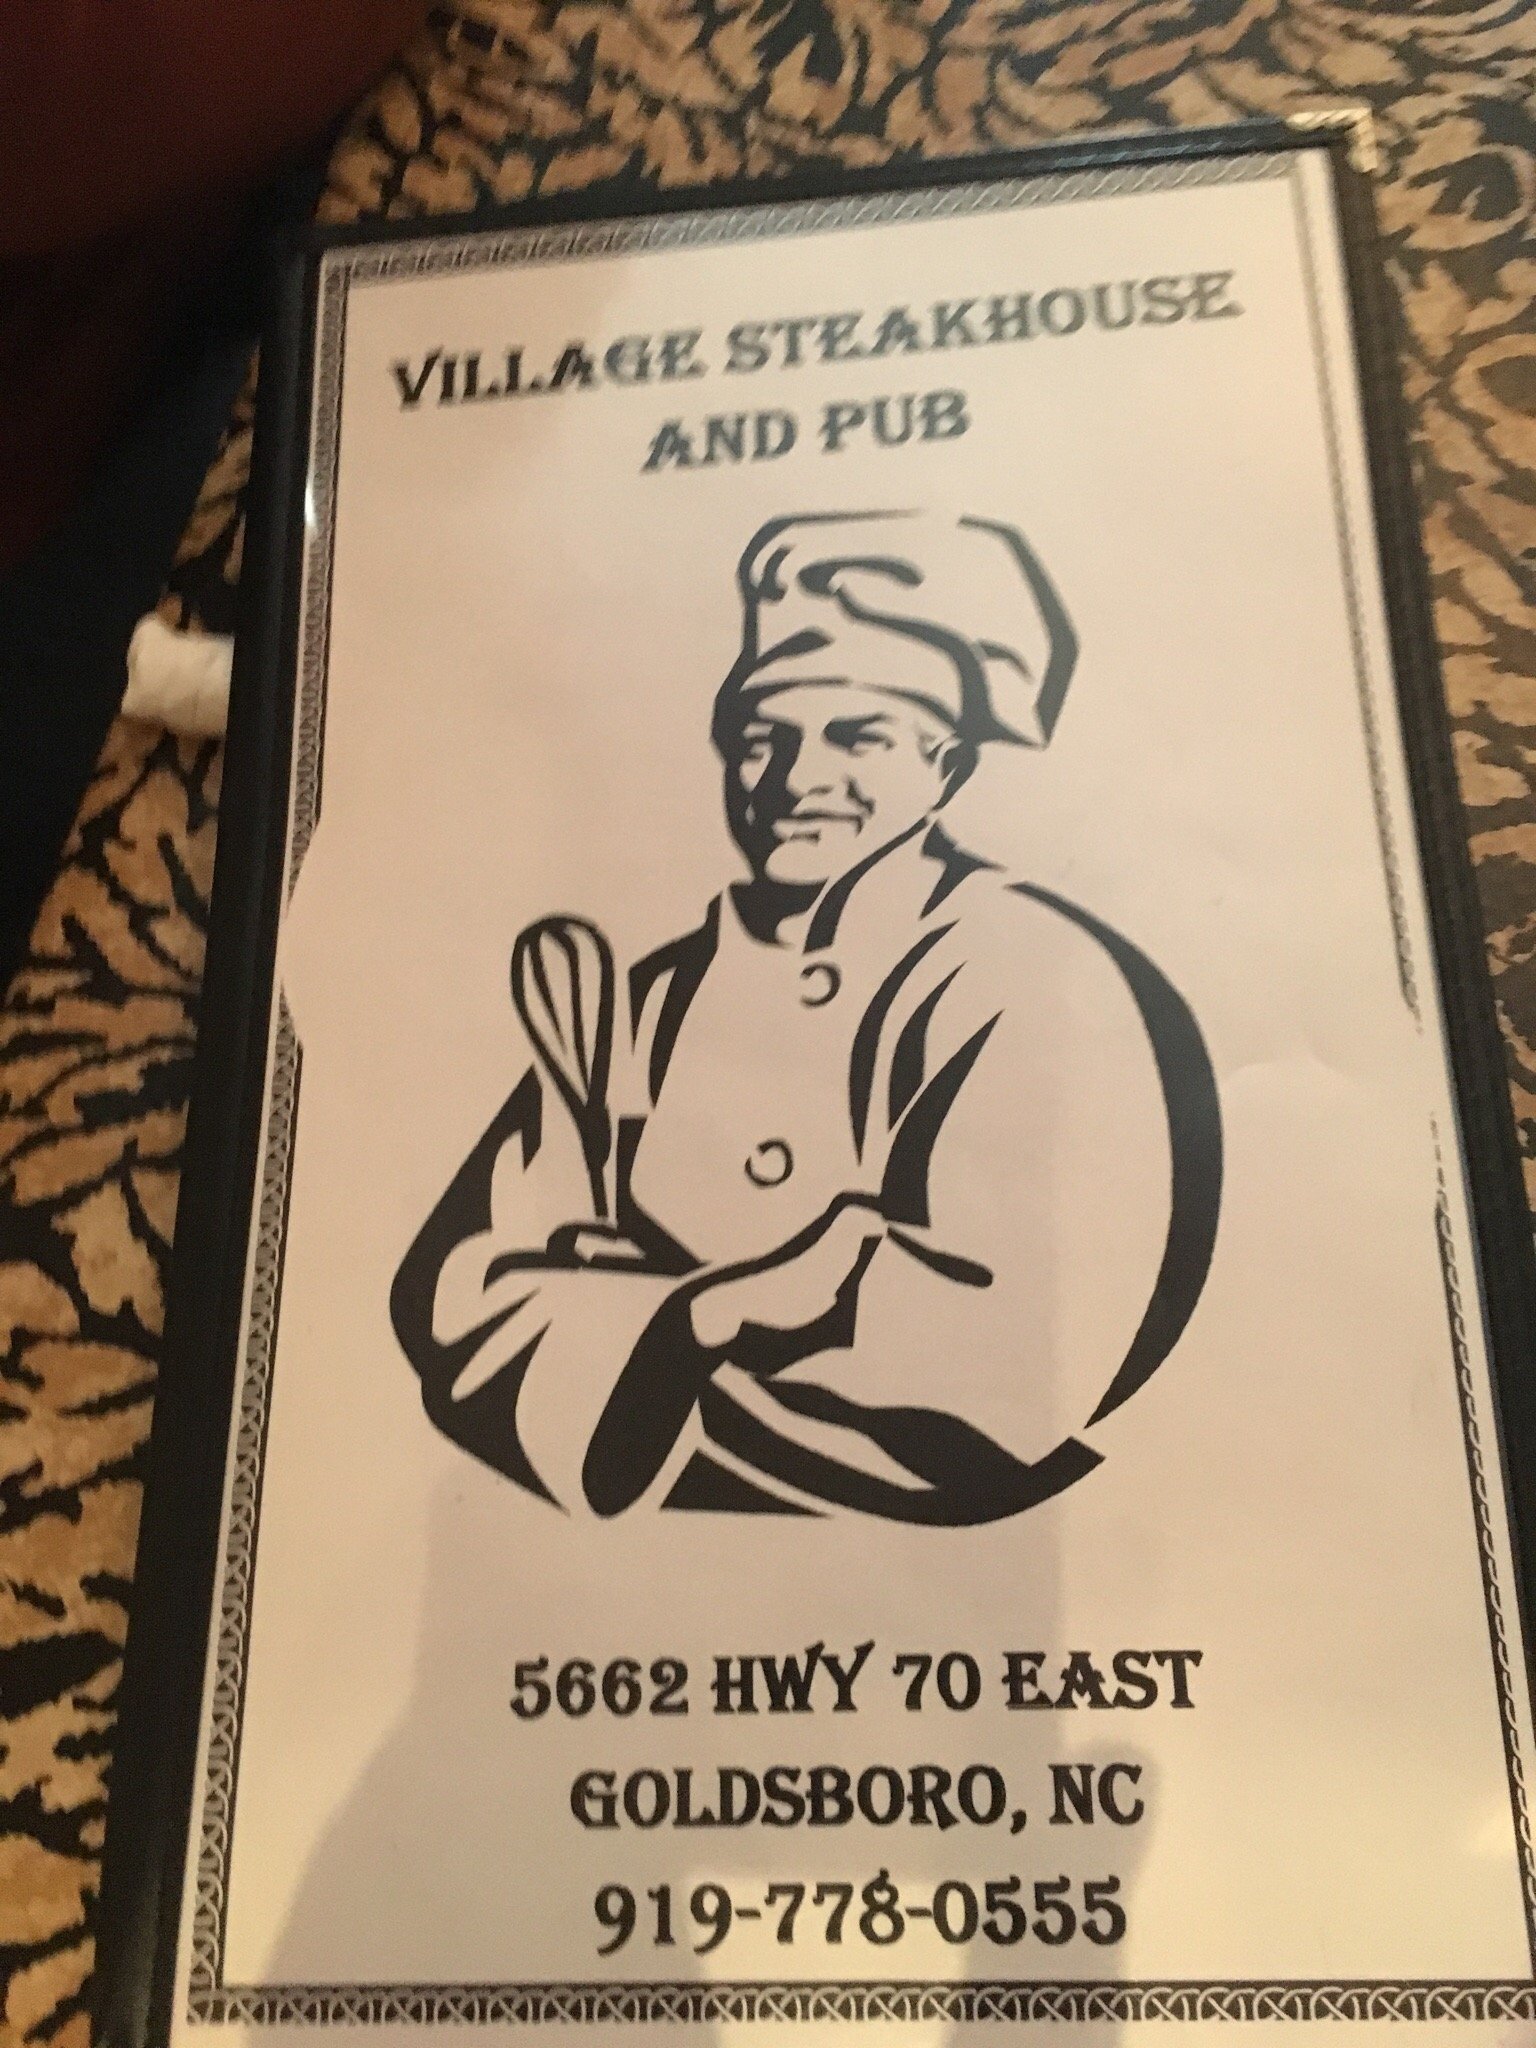 VILLAGE STEAKHOUSE
AND PUB
5662 HWY 70 EAST
GOLDSBORO, NC
919-778-0555